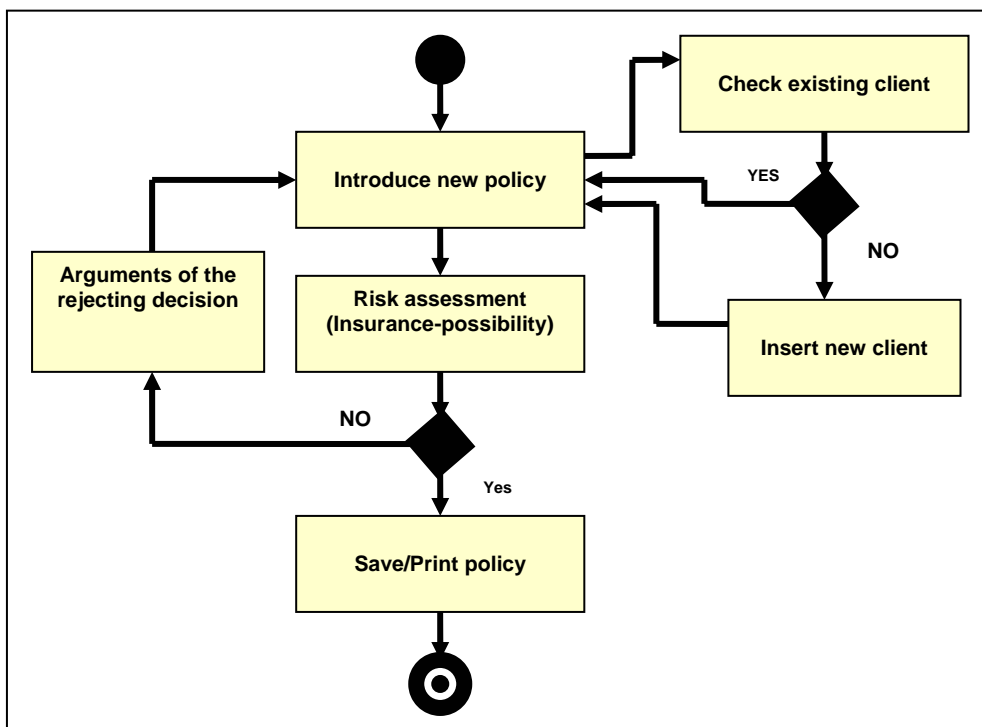 Check existing client
Introduce new policy
YES
NO
Arguments of the
rejecting decision
Risk assessment
(Insurance-possibility)
Insert new client
NO
Yes
Save/Print policy